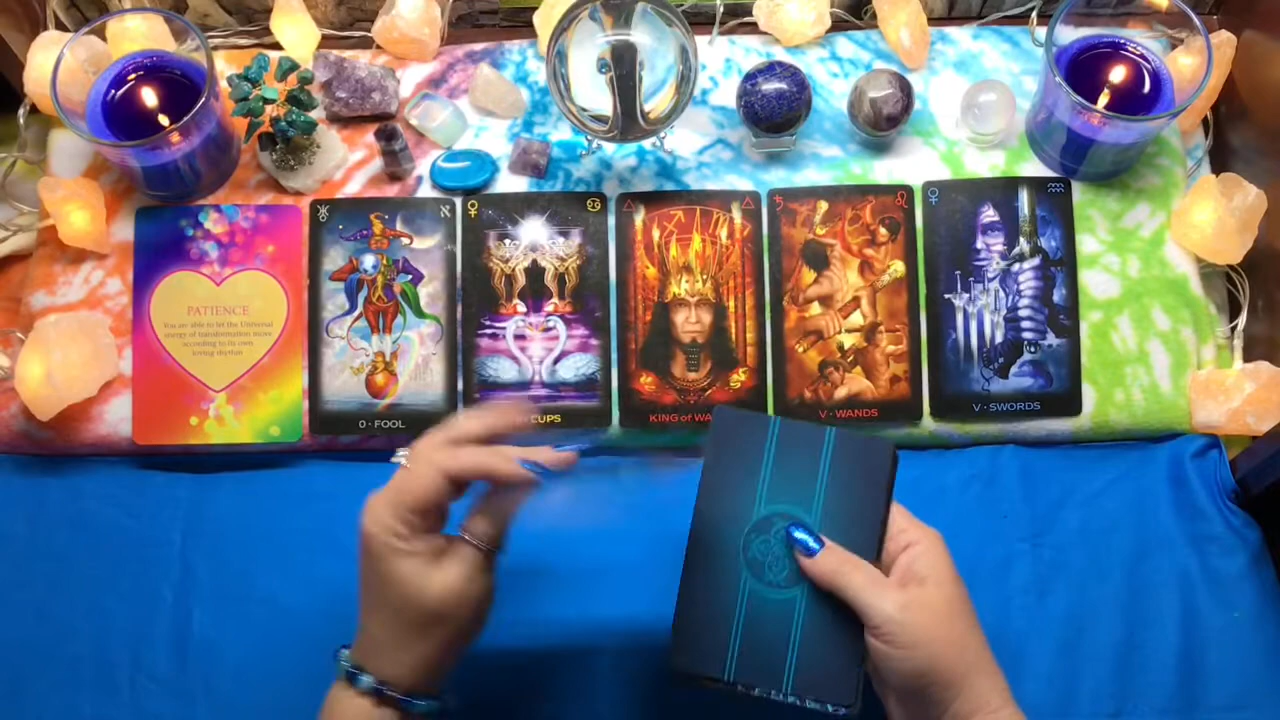 PATIENCE
You are able to let the Universal
energy of transformation move
according to its own
loving rhythm
0 • FOOL
CUPS
KING of WA
V • WANDS
V • SWORDS